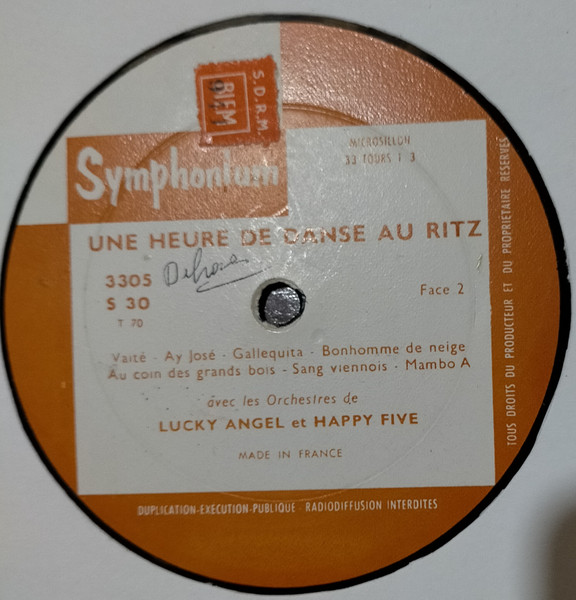 S.D.R.M.
BIEM
Symphonium
MICROSILLON
33 TOURS 1 3
UNE HEURE DE DANSE AU RITZ
3305
S 30
T 70
Face 2
Vaité - Ay José - Gallequita - Bonhomme de neige
Au coin des grands bois - Sang viennois - Mambo A
avec les Orchestres de
LUCKY ANGEL et HAPPY FIVE
MADE IN FRANCE
DUPLICATION-EXÉCUTION-PUBLIQUE - RADIODIFFUSION INTERDITES
TOUS DROITS DU PRODUCTEUR ET DU PROPRIÉTAIRE RÉSERVÉS